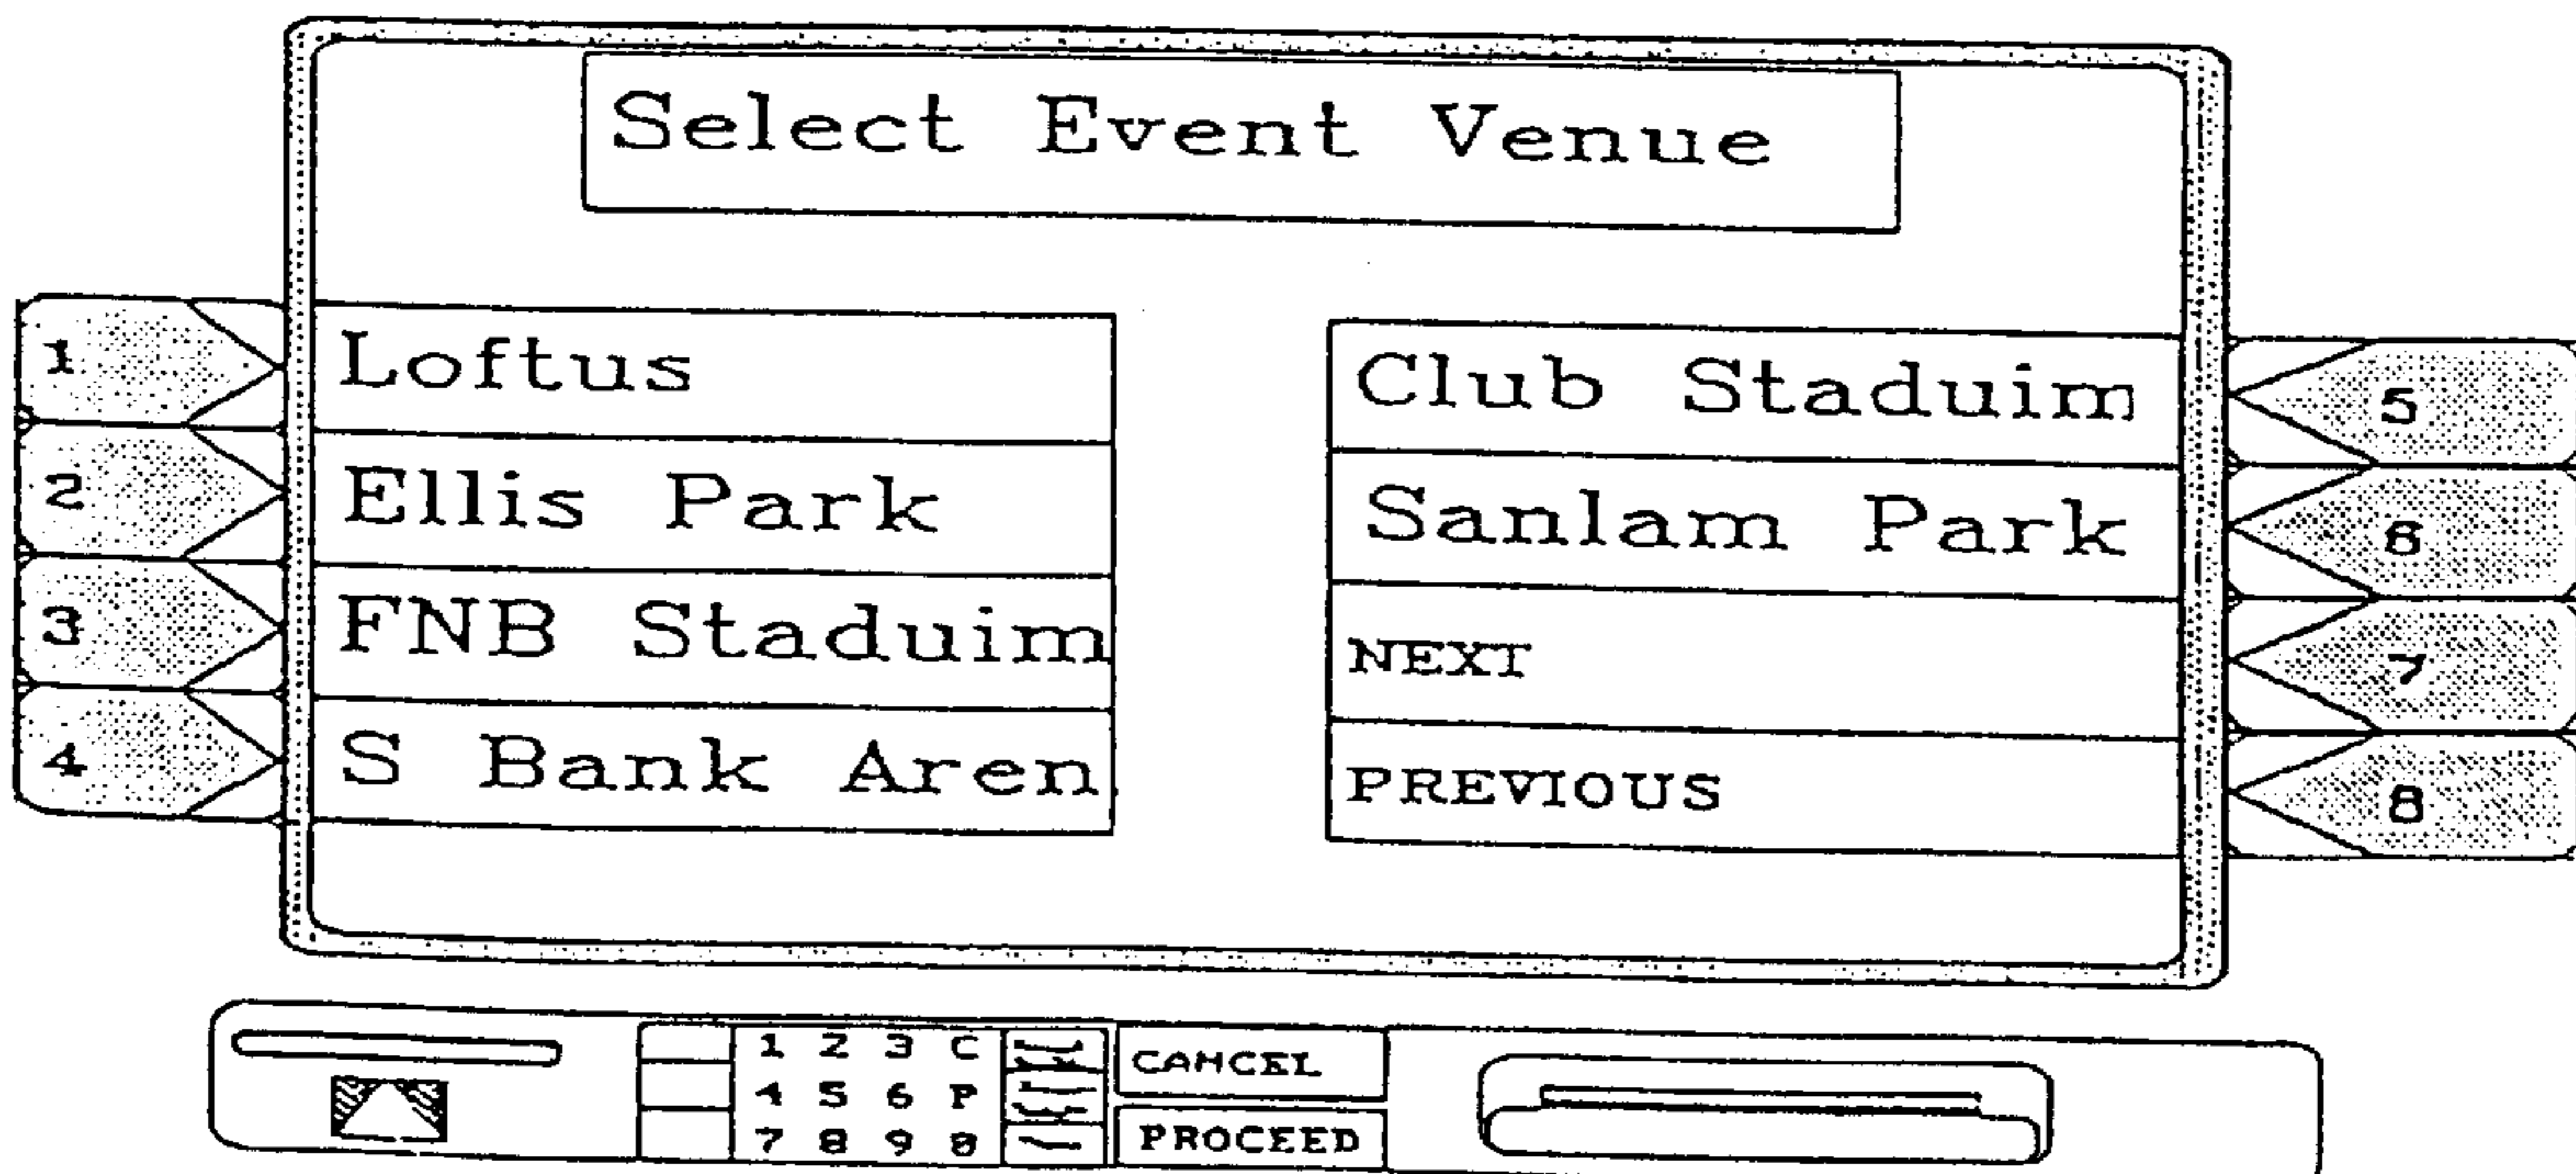 Select Event Venue
1 Loftus
2 Ellis Park
3 FNB Staduim
4 S Bank Aren
Club Staduim 5
Sanlam Park 6
NEXT 7
PREVIOUS 8
1 2 3 C
4 5 6 P
7 8 9 0
CANCEL
PROCEED